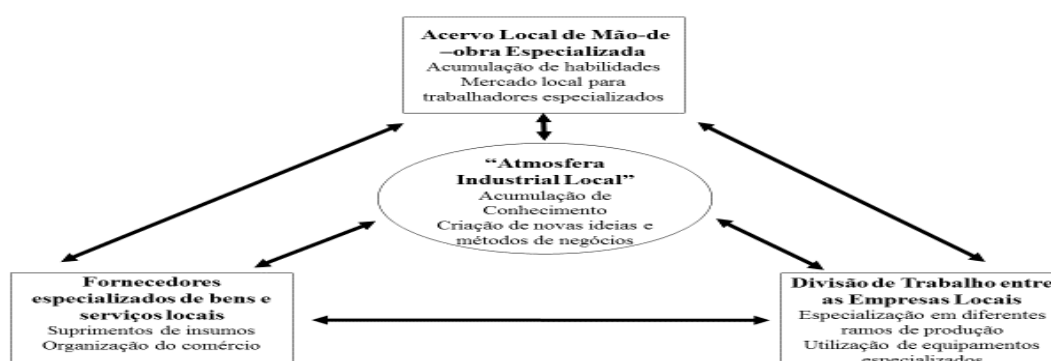 Acervo Local de Mão-de
–obra Especializada
Acumulação de habilidades
Mercado local para
trabalhadores especializados
“Atmosfera
Industrial Local”
Acumulação de
Conhecimento
Criação de novas ideias e
métodos de negócios
Fornecedores
especializados de bens e
serviços locais
Suprimentos de insumos
Organização do comércio
Divisão de Trabalho entre
as Empresas Locais
Especialização em diferentes
ramos de produção
Utilização de equipamentos
especializados